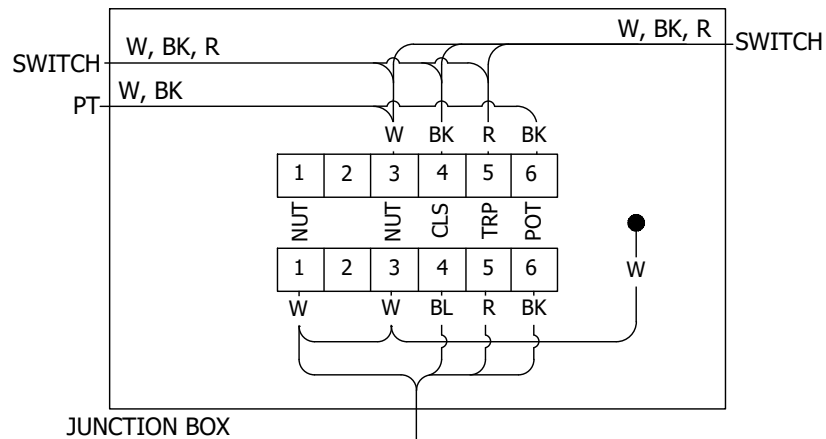 W, BK, R
W, BK, R
SWITCH
SWITCH
W, BK
PT
W BK R BK
1 2 3 4 5 6
NUT NUT CLS TRP POT
1 2 3 4 5 6
W
W W BL R BK
JUNCTION BOX